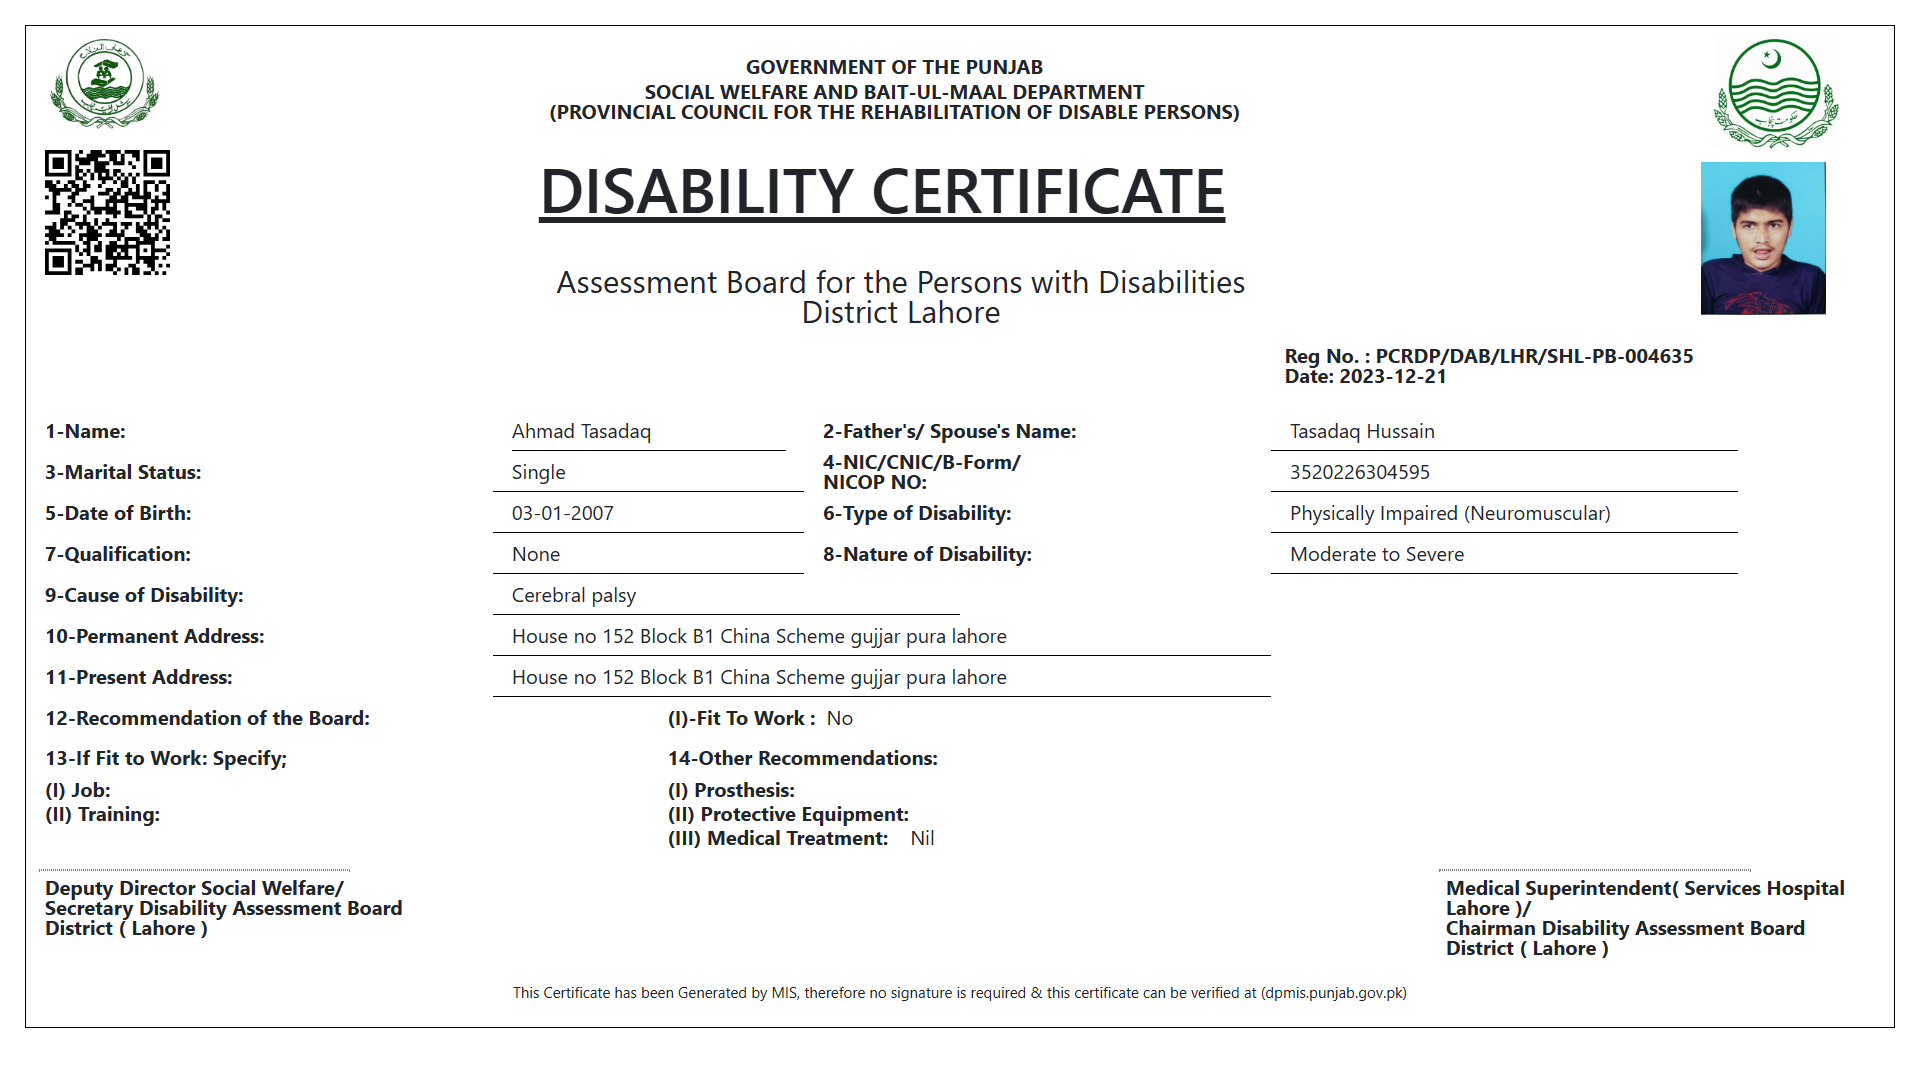 GOVERNMENT OF THE PUNJAB
SOCIAL WELFARE AND BAIT-UL-MAAL DEPARTMENT
(PROVINCIAL COUNCIL FOR THE REHABILITATION OF DISABLE PERSONS)
حکومت پنجاب
DISABILITY CERTIFICATE
Assessment Board for the Persons with Disabilities
District Lahore
Reg No. : PCRDP/DAB/LHR/SHL-PB-004635
Date: 2023-12-21
1-Name: Ahmad Tasadaq 2-Father's/ Spouse's Name: Tasadaq Hussain
3-Marital Status: Single 4-NIC/CNIC/B-Form/ NICOP NO: 3520226304595
5-Date of Birth: 03-01-2007 6-Type of Disability: Physically Impaired (Neuromuscular)
7-Qualification: None 8-Nature of Disability: Moderate to Severe
9-Cause of Disability: Cerebral palsy
10-Permanent Address: House no 152 Block B1 China Scheme gujjar pura lahore
11-Present Address: House no 152 Block B1 China Scheme gujjar pura lahore
12-Recommendation of the Board: (I)-Fit To Work : No
13-If Fit to Work: Specify; 14-Other Recommendations:
(I) Job: (I) Prosthesis:
(II) Training: (II) Protective Equipment:
(III) Medical Treatment: Nil
Deputy Director Social Welfare/
Secretary Disability Assessment Board
District ( Lahore )
Medical Superintendent( Services Hospital
Lahore )/
Chairman Disability Assessment Board
District ( Lahore )
This Certificate has been Generated by MIS, therefore no signature is required & this certificate can be verified at (dpmis.punjab.gov.pk)